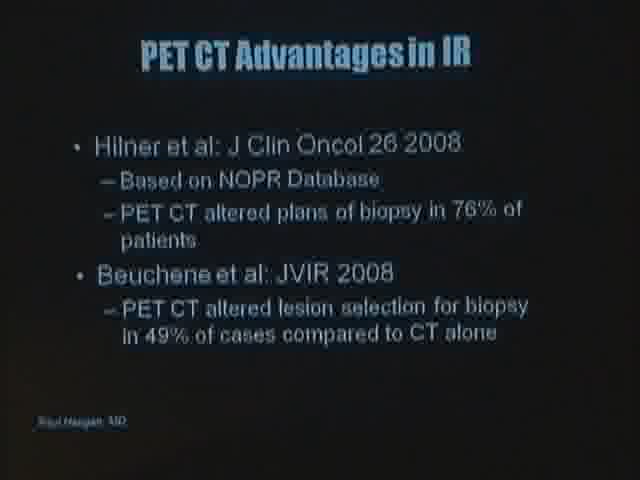 PET CT Advantages in IR
• Hilner et al: J Clin Oncol 26 2008
– Based on NOPR Database
– PET CT altered plans of biopsy in 76% of
patients
• Beuchene et al: JVIR 2008
– PET CT altered lesion selection for biopsy
in 49% of cases compared to CT alone
MD